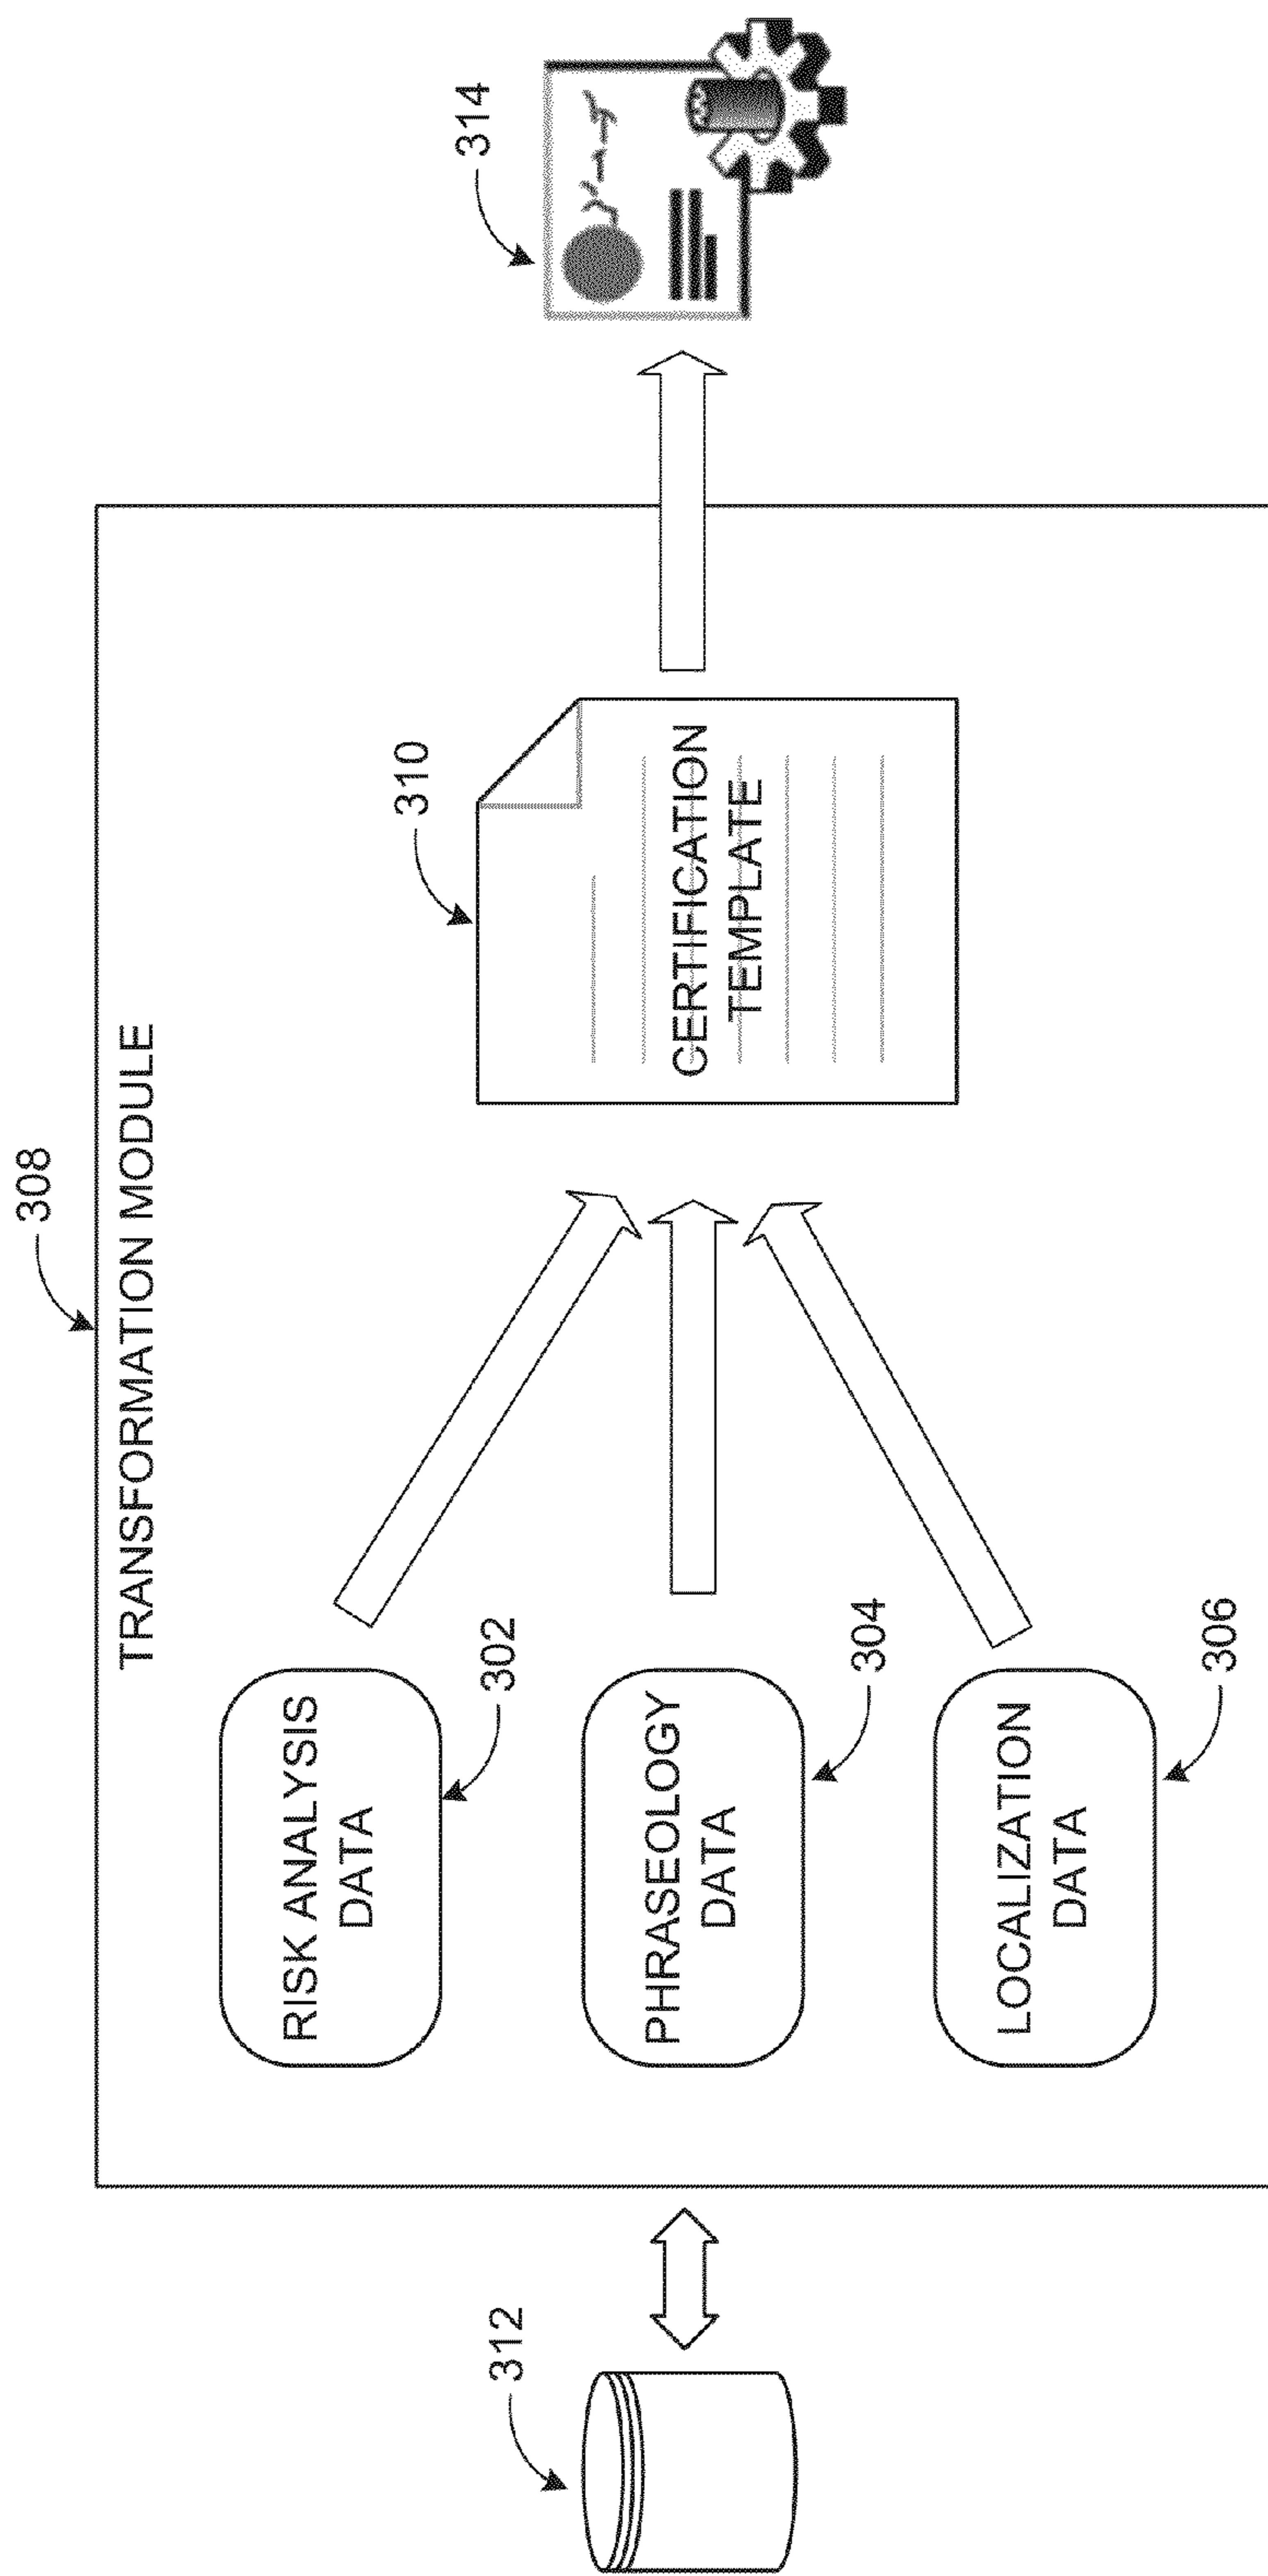 308
TRANSFORMATION MODULE
RISK ANALYSIS
DATA
302
PHRASEOLOGY
DATA
304
LOCALIZATION
DATA
306
310
CERTIFICATION
TEMPLATE
312
314